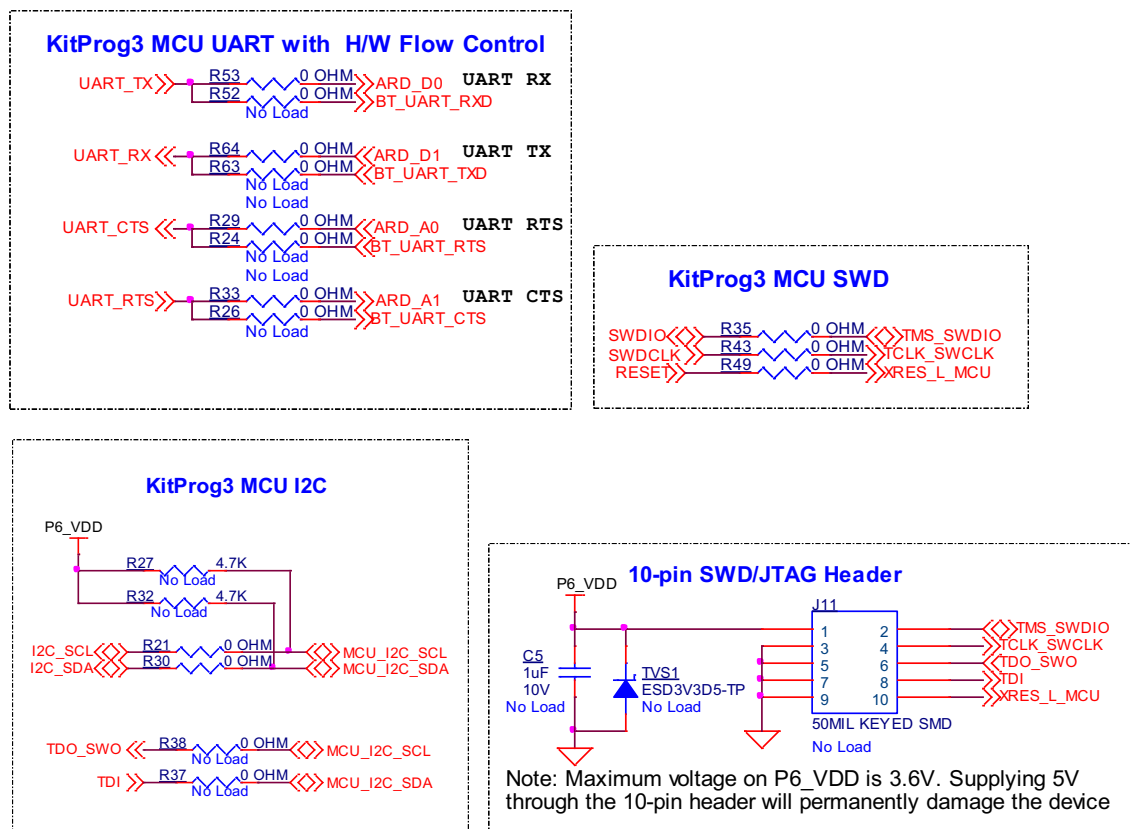 KitProg3 MCU UART with H/W Flow Control
UART_TX R53 0 OHM ARD_D0 UART RX
R52 0 OHM BT_UART_RXD
No Load
UART_RX R64 0 OHM ARD_D1 UART TX
R63 0 OHM BT_UART_TXD
No Load
No Load
UART_CTS R29 0 OHM ARD_A0 UART RTS
R24 0 OHM BT_UART_RTS
No Load
No Load
UART_RTS R33 0 OHM ARD_A1 UART CTS
R26 0 OHM BT_UART_CTS
No Load
No Load
KitProg3 MCU SWD
SWDIO R35 0 OHM TMS_SWDIO
SWDCLK R43 0 OHM TCLK_SWCLK
RESET R49 0 OHM XRES_L_MCU
KitProg3 MCU I2C
P6_VDD
R27 4.7K
No Load
R32 4.7K
No Load
I2C_SCL R21 0 OHM MCU_I2C_SCL
I2C_SDA R30 0 OHM MCU_I2C_SDA
TDO_SWO R38 0 OHM MCU_I2C_SCL
No Load
TDI R37 0 OHM MCU_I2C_SDA
No Load
10-pin SWD/JTAG Header
P6_VDD
J11
1 2 TMS_SWDIO
3 4 TCLK_SWCLK
5 6 TDO_SWO
7 8 TDI
9 10 XRES_L_MCU
50MIL KEYED SMD
No Load
C5
1uF
10V
No Load
TVS1
ESD3V3D5-TP
No Load
Note: Maximum voltage on P6_VDD is 3.6V. Supplying 5V
through the 10-pin header will permanently damage the device